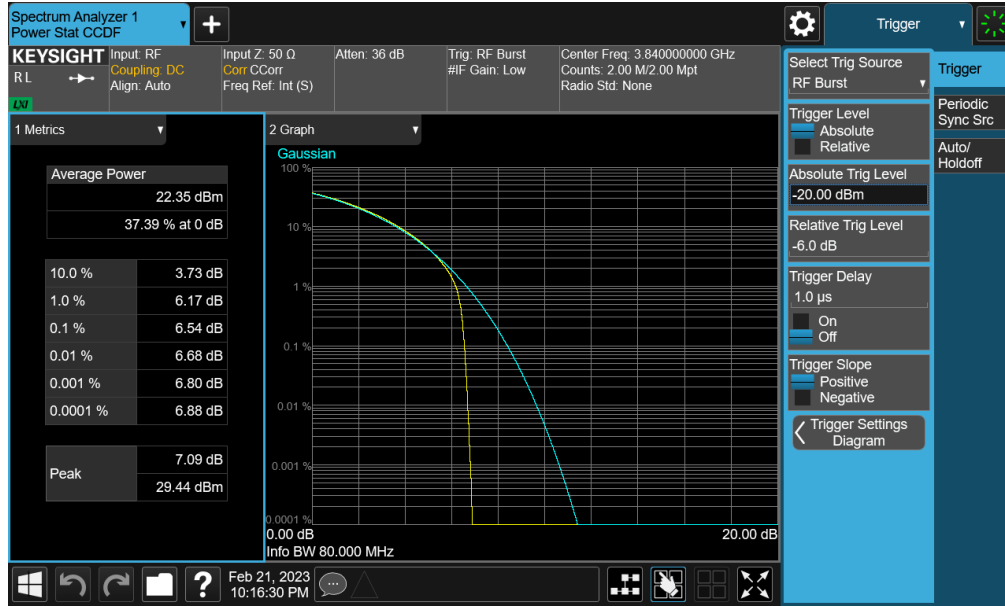 Spectrum Analyzer 1
Power Stat CCDF
Trigger
KEYSIGHT
R L
LXI
Input: RF
Coupling: DC
Align: Auto
Input Z: 50 Ω
Corr CCorr
Freq Ref: Int (S)
Atten: 36 dB
Trig: RF Burst
#IF Gain: Low
Center Freq: 3.840000000 GHz
Counts: 2.00 M/2.00 Mpt
Radio Std: None
1 Metrics
Average Power
22.35 dBm
37.39 % at 0 dB
10.0 % 3.73 dB
1.0 % 6.17 dB
0.1 % 6.54 dB
0.01 % 6.68 dB
0.001 % 6.80 dB
0.0001 % 6.88 dB
Peak
7.09 dB
29.44 dBm
2 Graph
Gaussian
100 %
10 %
1 %
0.1 %
0.01 %
0.001 %
0.0001 %
0.00 dB 20.00 dB
Info BW 80.000 MHz
Select Trig Source
RF Burst
Trigger Level
Absolute
Relative
Absolute Trig Level
-20.00 dBm
Relative Trig Level
-6.0 dB
Trigger Delay
1.0 µs
On
Off
Trigger Slope
Positive
Negative
Trigger Settings
Diagram
Trigger
Periodic
Sync Src
Auto/
Holdoff
?
Feb 21, 2023
10:16:30 PM